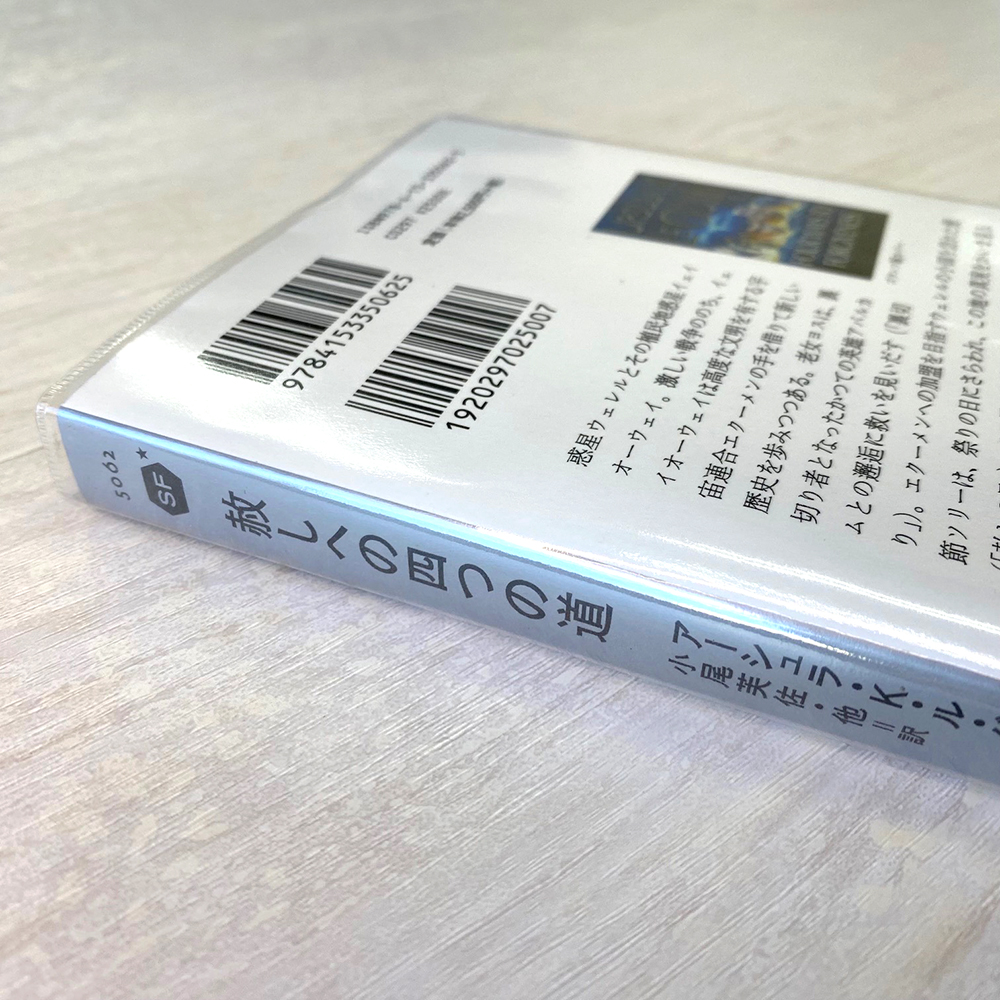 5062
SF
赦しへの四つの道
アーシュラ・K・ル・
小尾芙佐・他＝訳
9784153350625
1920297025007
惑星ウェレルとその植民地惑星イェイ
オーウェイ。激しい戦争ののち、イェ
イオーウェイは高度な文明を有する宇
宙連合エクーメンの手を借りて新しい
歴史を歩みつつある。老女ヨスは、裏
切り者となったかつての英雄アバルカ
ムとの邂逅に救いを見いだす（「裏切
り」）。エクーメンへの加盟を目指すウェレルの
節ソリーは、祭りの日にさらわれ、この地の